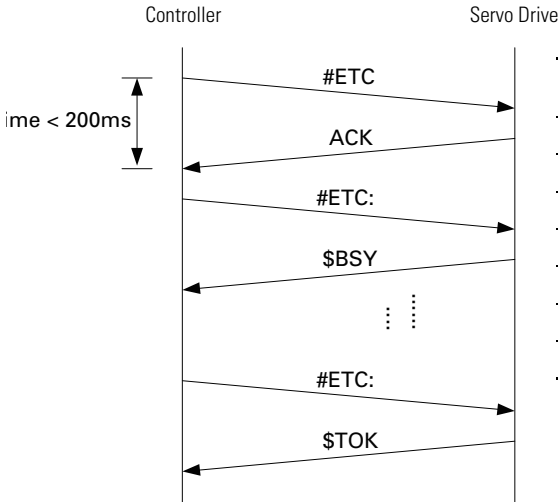 Controller Servo Drive
#ETC
ime < 200ms
ACK
#ETC:
$BSY
#ETC:
$TOK